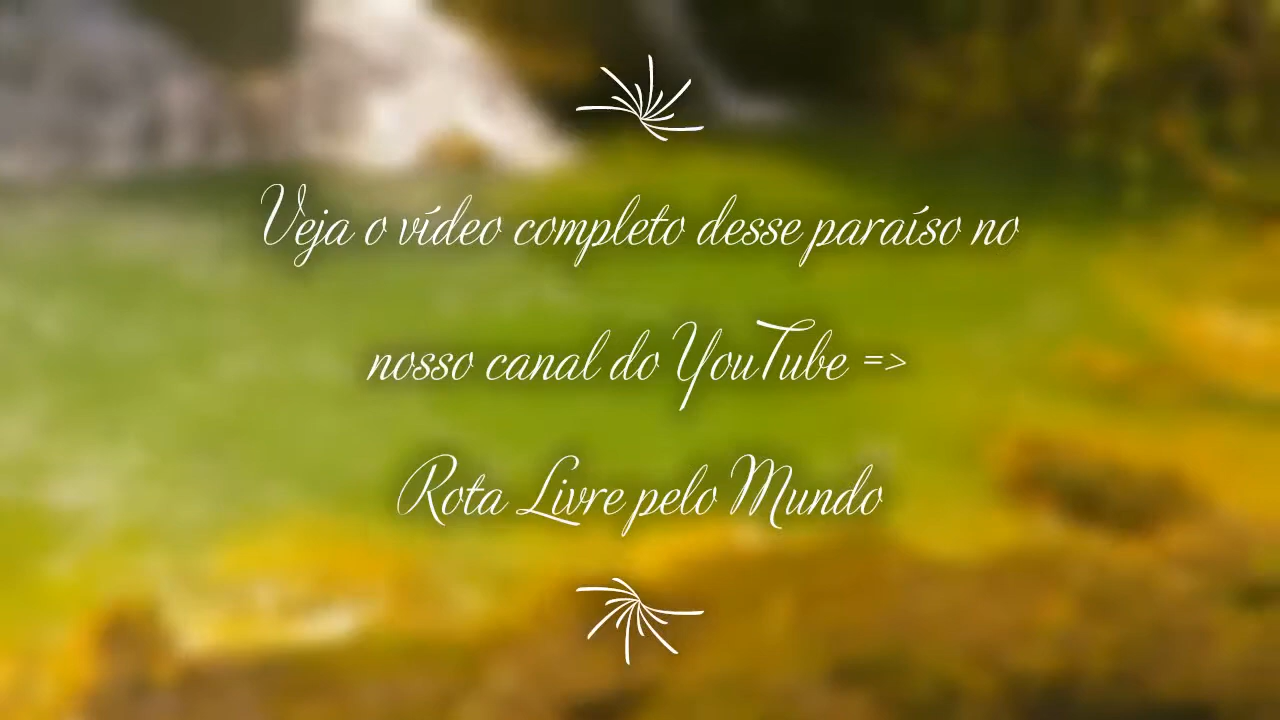 Veja o vídeo completo desse paraíso no
nosso canal do YouTube =>
Rota Livre pelo Mundo